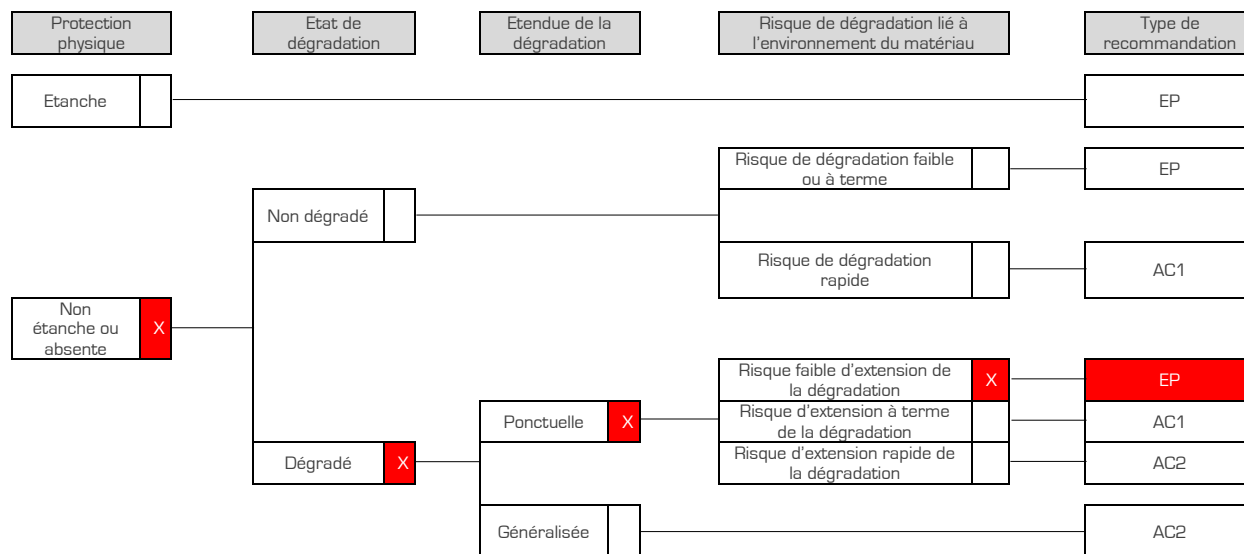 Protection
physique
Etat de
dégradation
Etendue de la
dégradation
Risque de dégradation lié à
l'environnement du matériau
Type de
recommandation
Etanche
EP
Risque de dégradation faible
ou à terme
EP
Non dégradé
Risque de dégradation
rapide
AC1
Non
étanche ou
absente
X
Risque faible d'extension de
la dégradation
X
EP
Ponctuelle
X
Risque d'extension à terme
de la dégradation
AC1
Dégradé
X
Risque d'extension rapide de
la dégradation
AC2
Généralisée
AC2